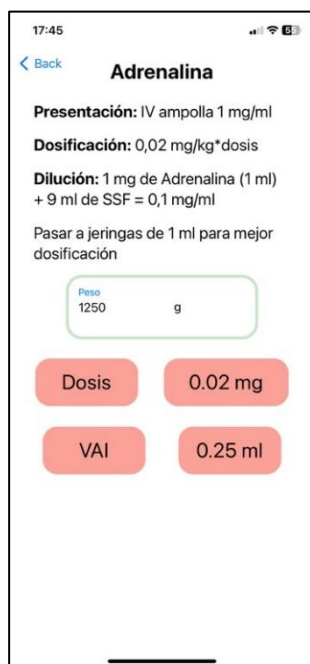 17:45
Back
Adrenalina
Presentación: IV ampolla 1 mg/ml
Dosificación: 0,02 mg/kg*dosis
Dilución: 1 mg de Adrenalina (1 ml)
+ 9 ml de SSF = 0,1 mg/ml
Pasar a jeringas de 1 ml para mejor
dosificación
Peso
1250 g
Dosis 0.02 mg
VAI 0.25 ml